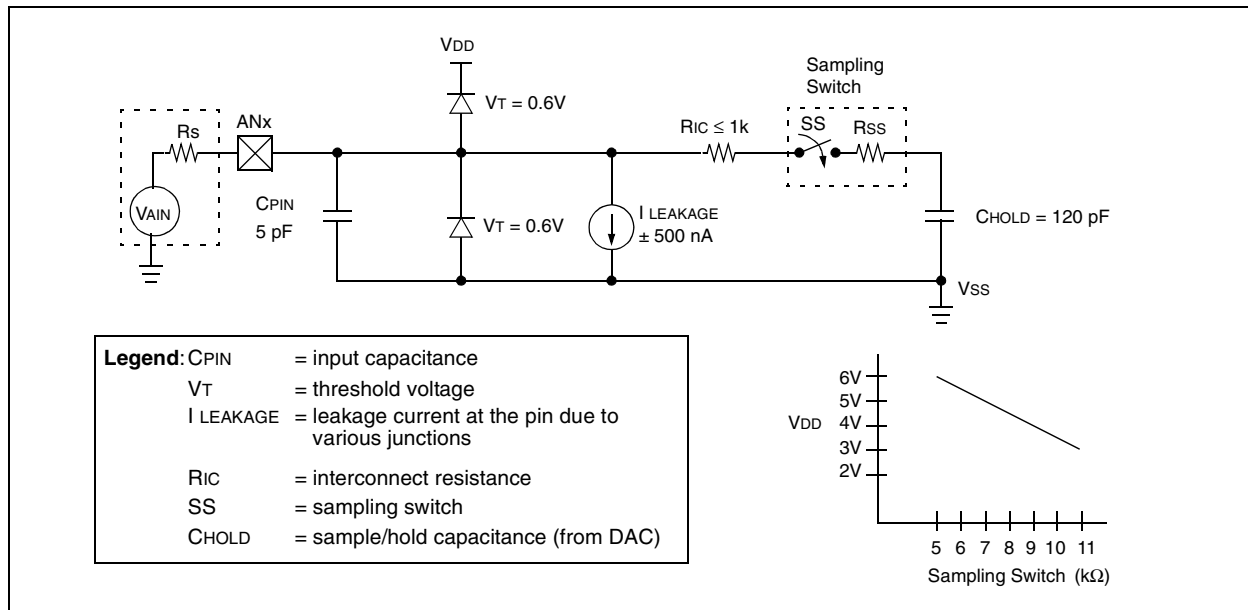 VDD
Sampling
Switch
VT = 0.6V
Rs
ANx
RIC ≤ 1k
SS
RSS
VAIN
CPIN
5 pF
VT = 0.6V
I LEAKAGE
± 500 nA
CHOLD = 120 pF
VSS
Legend: CPIN = input capacitance
VT = threshold voltage
I LEAKAGE = leakage current at the pin due to
various junctions
RIC = interconnect resistance
SS = sampling switch
CHOLD = sample/hold capacitance (from DAC)
6V
5V
VDD 4V
3V
2V
5 6 7 8 9 10 11
Sampling Switch (kΩ)